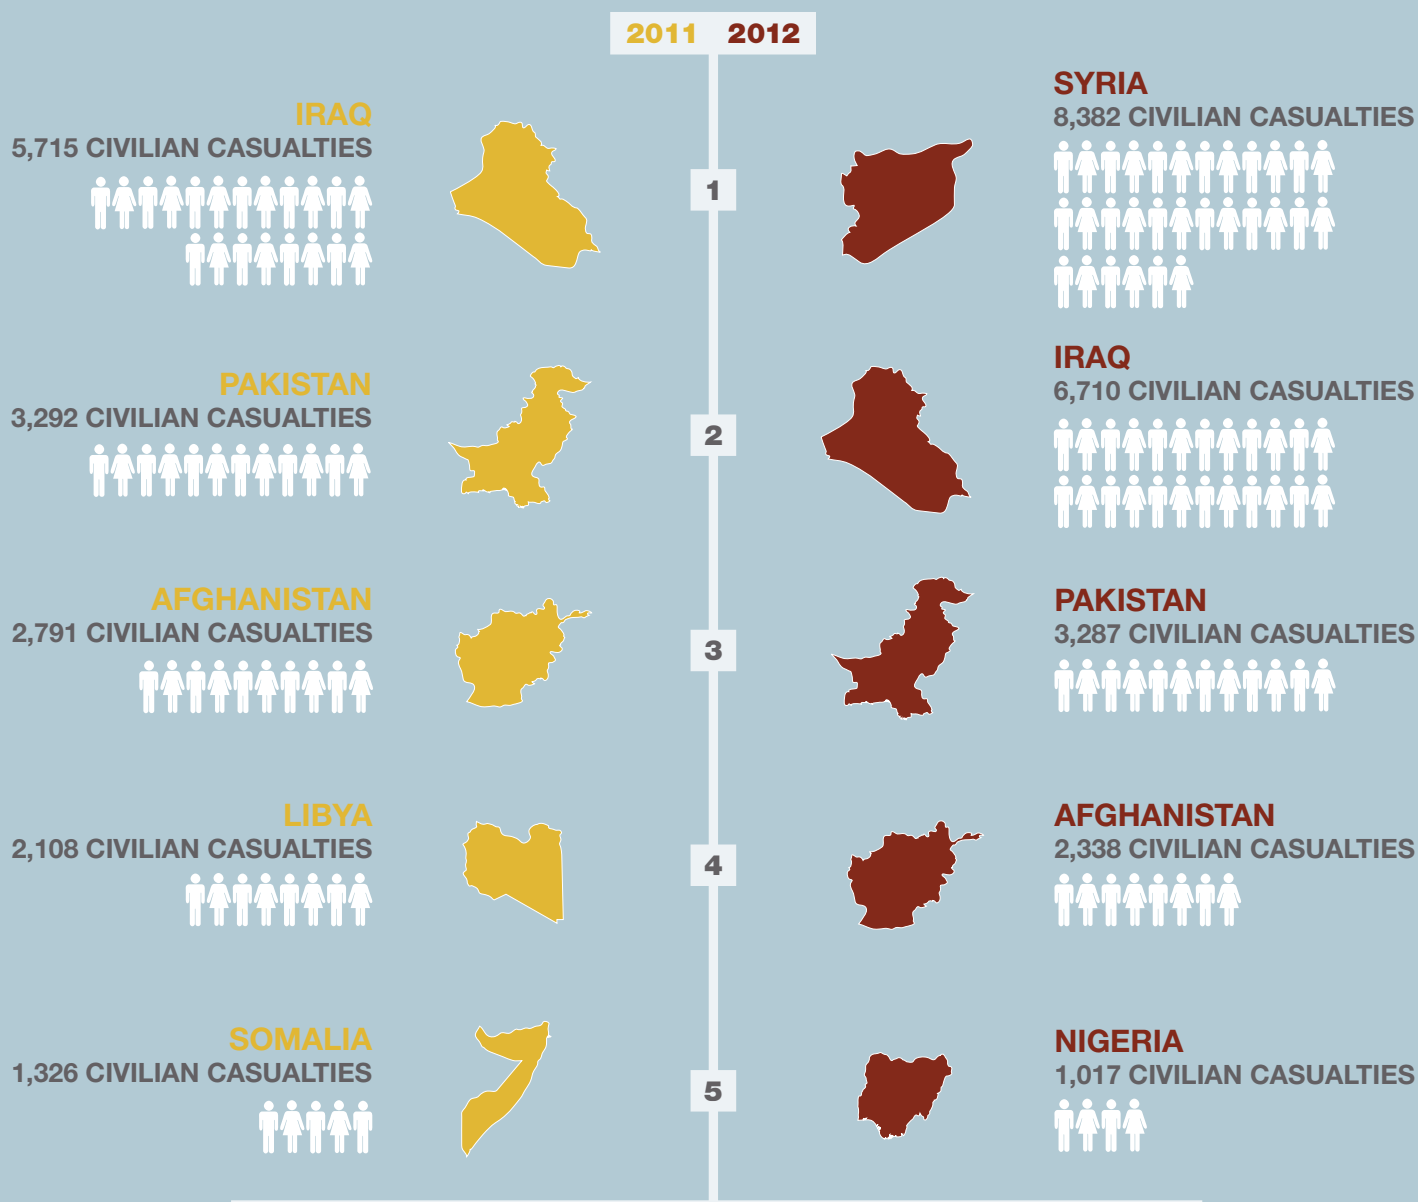 2011 2012
IRAQ
5,715 CIVILIAN CASUALTIES
1
SYRIA
8,382 CIVILIAN CASUALTIES
PAKISTAN
3,292 CIVILIAN CASUALTIES
2
IRAQ
6,710 CIVILIAN CASUALTIES
AFGHANISTAN
2,791 CIVILIAN CASUALTIES
3
PAKISTAN
3,287 CIVILIAN CASUALTIES
LIBYA
2,108 CIVILIAN CASUALTIES
4
AFGHANISTAN
2,338 CIVILIAN CASUALTIES
SOMALIA
1,326 CIVILIAN CASUALTIES
5
NIGERIA
1,017 CIVILIAN CASUALTIES